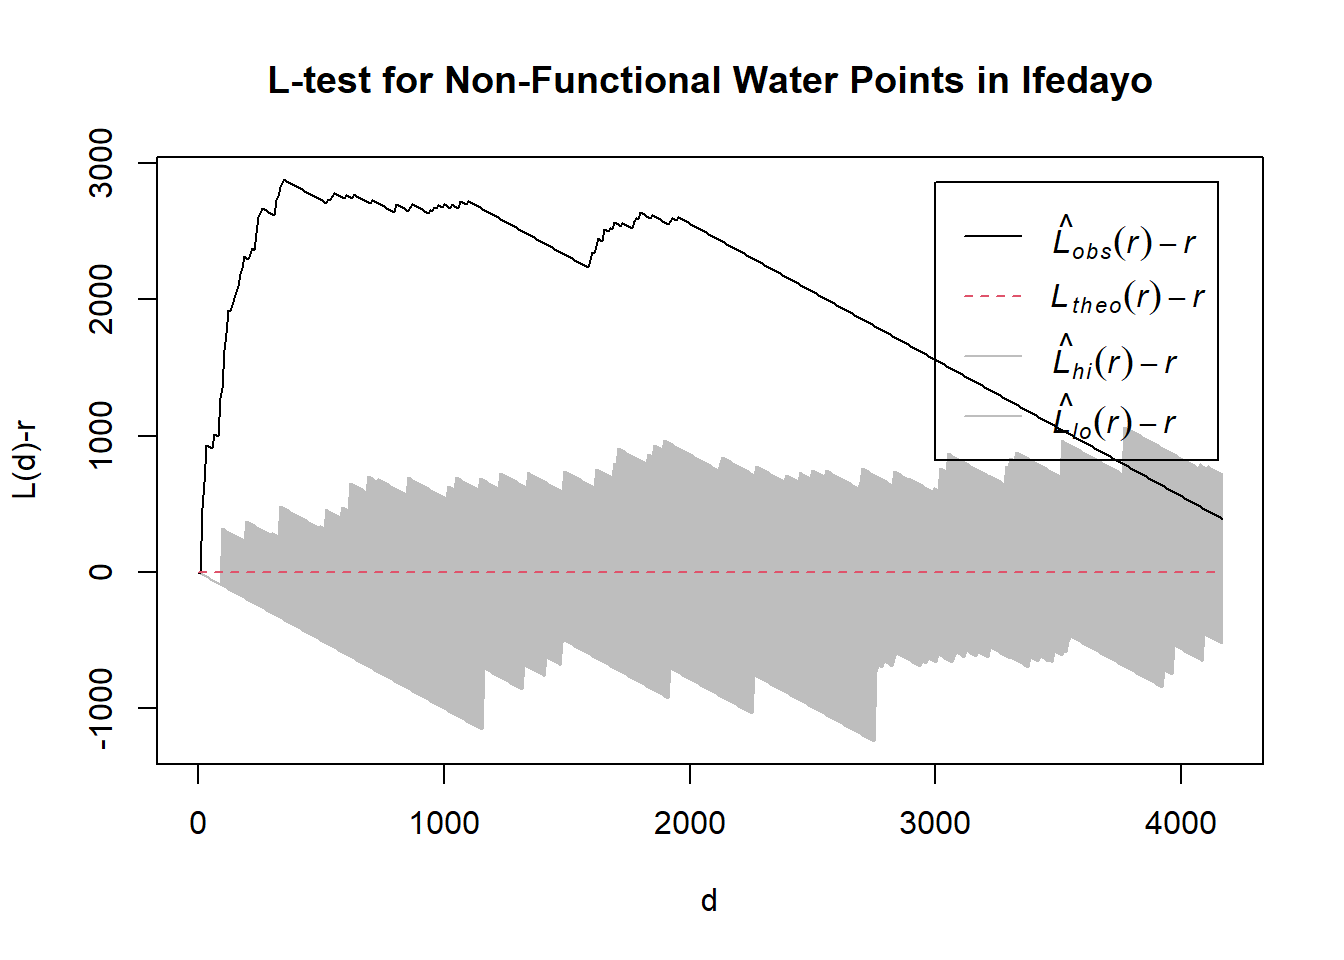 L-test for Non-Functional Water Points in Ifedayo
L(d)-r
3000
2000
1000
0
-1000
L̂obs(r) − r
Ltheo(r) − r
L̂hi(r) − r
L̂lo(r) − r
0 1000 2000 3000 4000
d